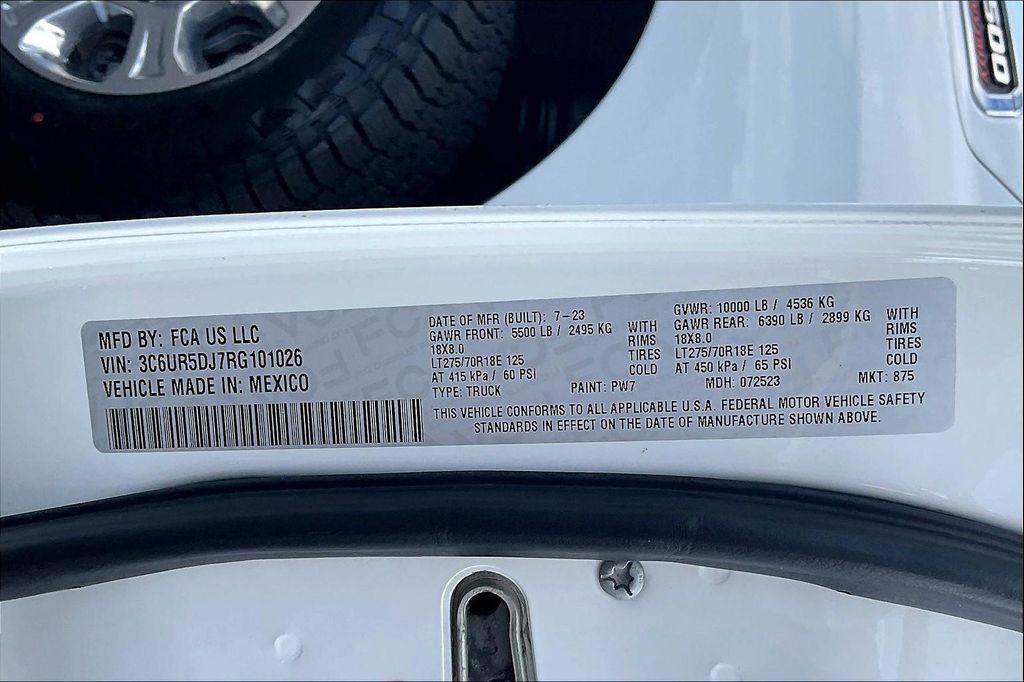 500
MFD BY: FCA US LLC
VIN: 3C6UR5DJ7RG101026
VEHICLE MADE IN: MEXICO
DATE OF MFR (BUILT): 7-23
GAWR FRONT: 5500 LB / 2495 KG
18X8.0
LT275/70R18E 125
AT 415 kPa / 60 PSI
WITH
RIMS
TIRES
COLD
TYPE: TRUCK
PAINT: PW7
GVWR: 10000 LB / 4536 KG
GAWR REAR: 6390 LB / 2899 KG
18X8.0
LT275/70R18E 125
AT 450 kPa / 65 PSI
WITH
RIMS
TIRES
COLD
MDH: 072523
MKT: 875
THIS VEHICLE CONFORMS TO ALL APPLICABLE U.S.A. FEDERAL MOTOR VEHICLE SAFETY
STANDARDS IN EFFECT ON THE DATE OF MANUFACTURE SHOWN ABOVE.